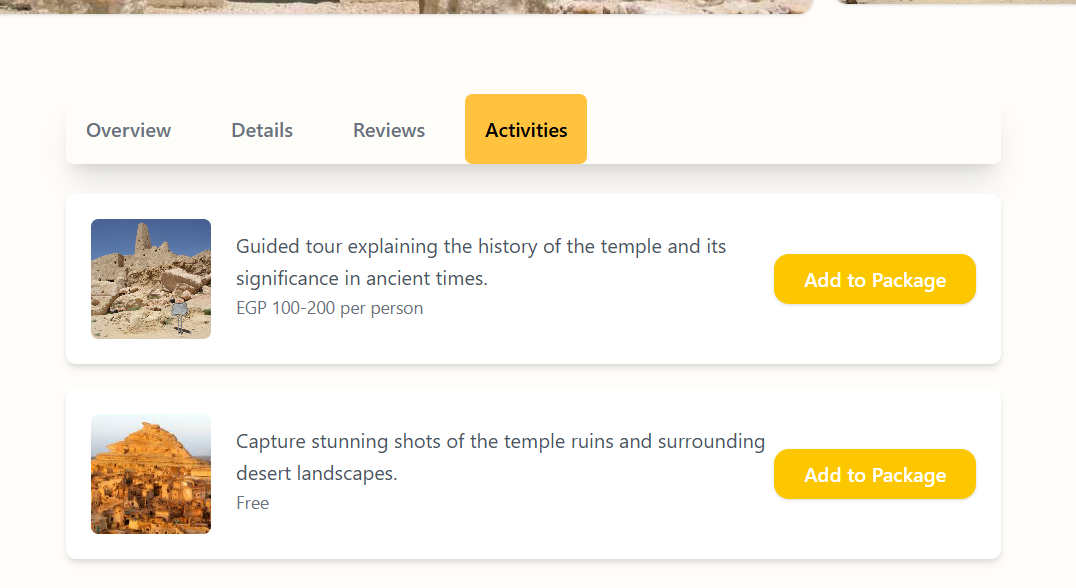 Overview Details Reviews Activities
Guided tour explaining the history of the temple and its
significance in ancient times.
EGP 100-200 per person
Add to Package
Capture stunning shots of the temple ruins and surrounding
desert landscapes.
Free
Add to Package